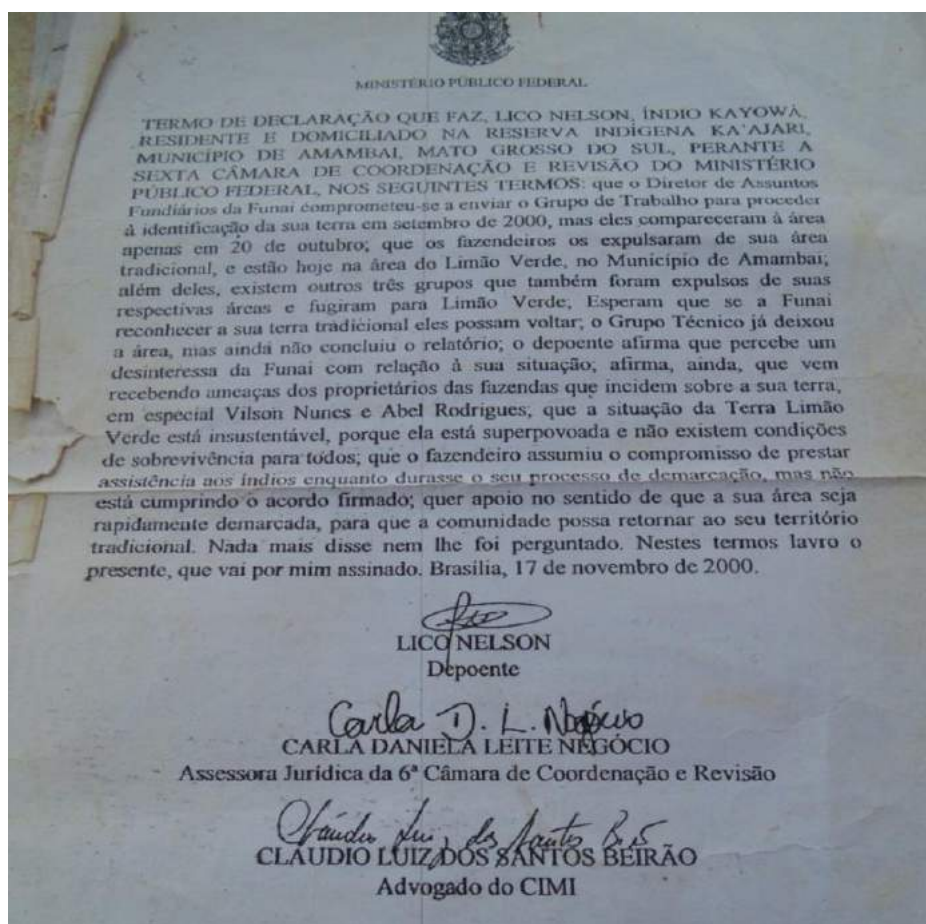 MINISTÉRIO PÚBLICO FEDERAL
TERMO DE DECLARAÇÃO QUE FAZ, LICO NELSON, ÍNDIO KAYOWÁ,
RESIDENTE E DOMICILIADO NA RESERVA INDÍGENA KA'AJARI,
MUNICÍPIO DE AMAMBAI, MATO GROSSO DO SUL, PERANTE A
SEXTA CÂMARA DE COORDENAÇÃO E REVISÃO DO MINISTÉRIO
PÚBLICO FEDERAL, NOS SEGUINTES TERMOS: que o Diretor de Assuntos
Fundiários da Funai comprometeu-se a enviar o Grupo de Trabalho para proceder
à identificação da sua terra em setembro de 2000, mas eles compareceram à área
apenas em 20 de outubro; que os fazendeiros os expulsaram de sua área
tradicional, e estão hoje na área do Limão Verde, no Município de Amambai;
além deles, existem outros três grupos que também foram expulsos de suas
respectivas áreas e fugiram para Limão Verde; Esperam que se a Funai
reconhecer a sua terra tradicional eles possam voltar; o Grupo Técnico já deixou
a área, mas ainda não concluiu o relatório; o depoente afirma que percebe um
desinteressa da Funai com relação à sua situação; afirma, ainda, que vem
recebendo ameaças dos proprietários das fazendas que incidem sobre a sua terra,
em especial Vilson Nunes e Abel Rodrigues; que a situação da Terra Limão
Verde está insustentável, porque ela está superpovoada e não existem condições
de sobrevivência para todos; que o fazendeiro assumiu o compromisso de prestar
assistência aos índios enquanto durasse o seu processo de demarcação, mas não
está cumprindo o acordo firmado; quer apoio no sentido de que a sua área seja
rapidamente demarcada, para que a comunidade possa retornar ao seu território
tradicional. Nada mais disse nem lhe foi perguntado. Nestes termos lavro o
presente, que vai por mim assinado. Brasília, 17 de novembro de 2000.
LICO NELSON
Depoente
Carla D. L. Negócio
CARLA DANIELA LEITE NEGÓCIO
Assessora Jurídica da 6ª Câmara de Coordenação e Revisão
Cláudio Luiz dos Santos
CLÁUDIO LUIZ DOS SANTOS BEIRÃO
Advogado do CIMI